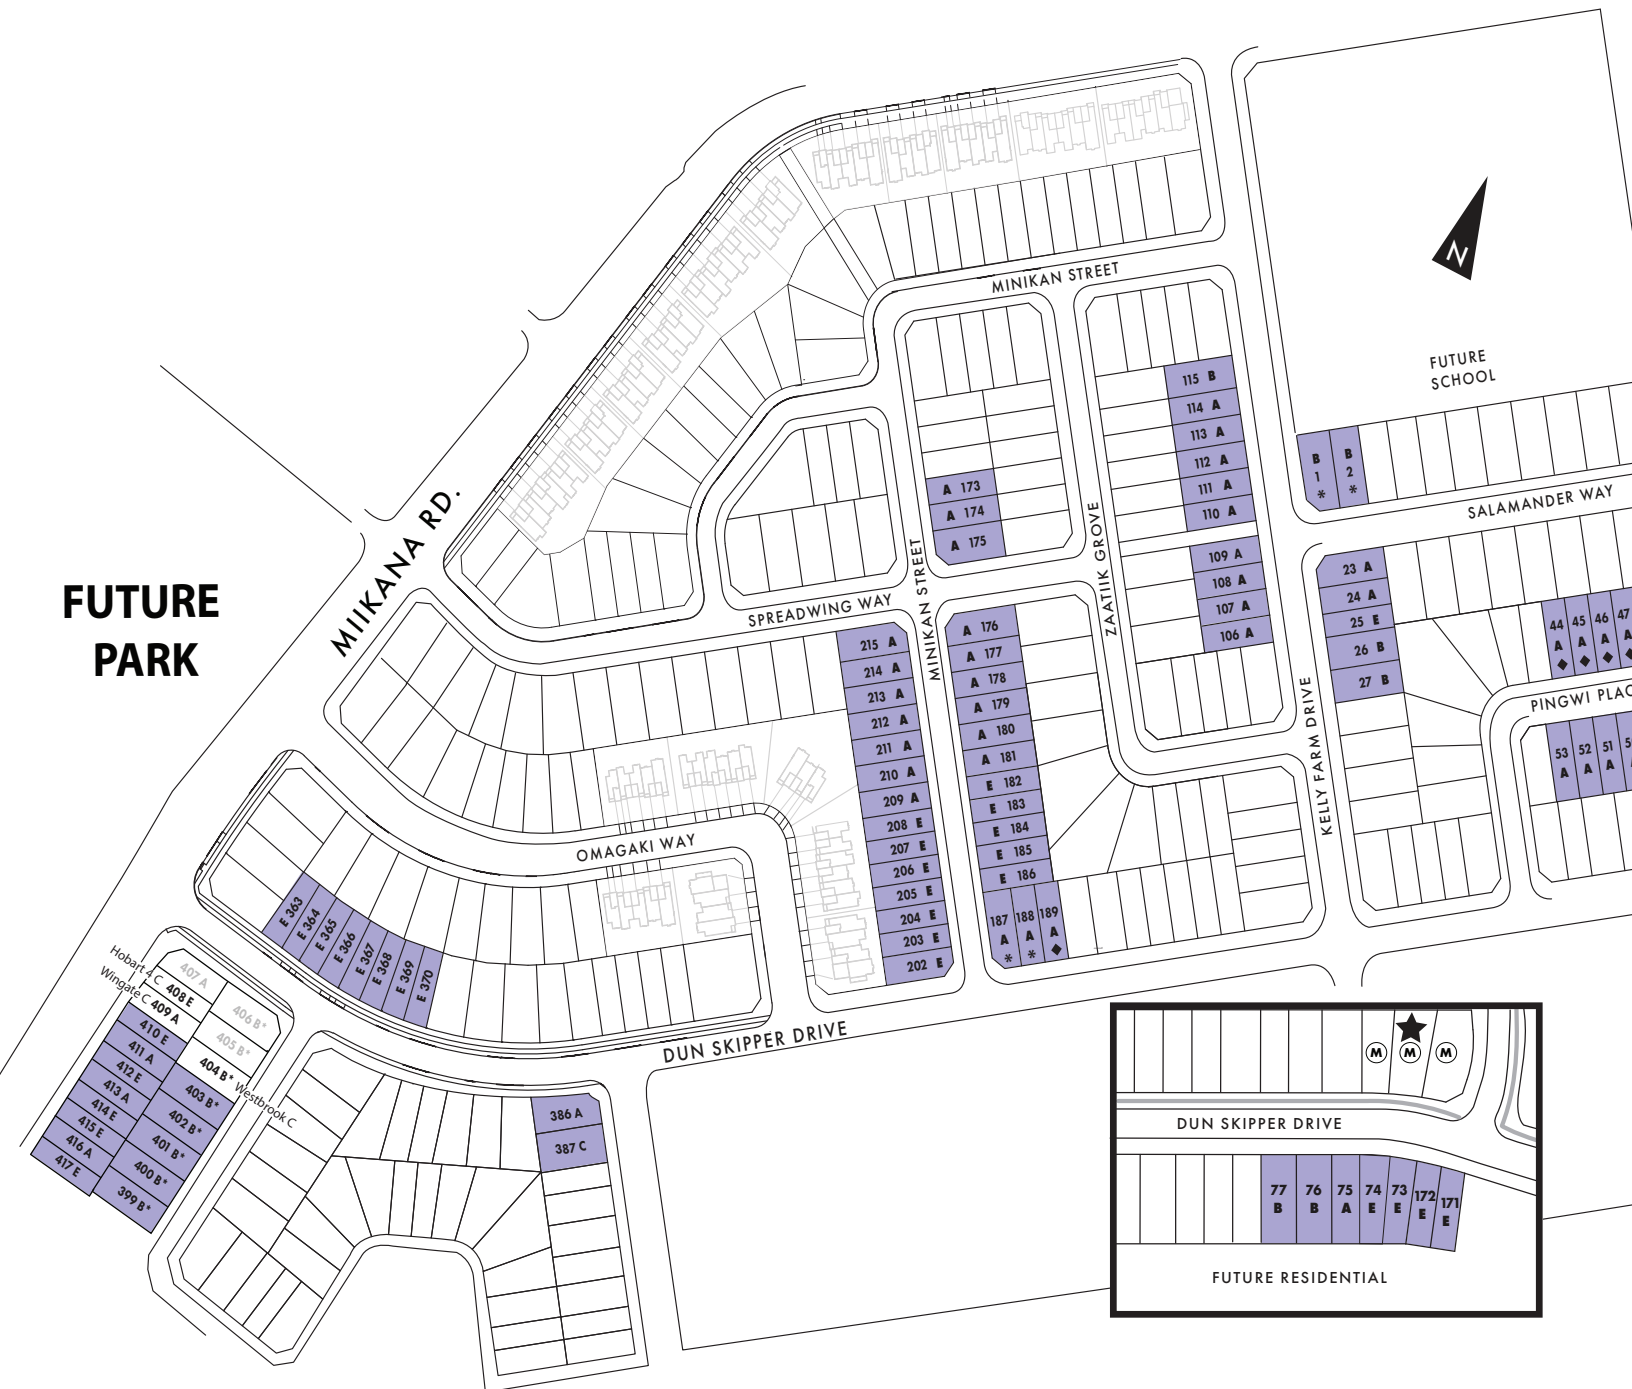 MINIKAN STREET
N
FUTURE
SCHOOL
115 B
114 A
113 A
112 A
111 A
110 A
109 A
108 A
107 A
106 A
B
1
*
B
2
*
SALAMANDER WAY
A 173
A 174
A 175
MINIKAN STREET
ZAATIIK GROVE
MIIKANA RD.
FUTURE
PARK
SPREADWING WAY
23 A
24 A
25 E
26 B
27 B
44
A
◆
45
A
◆
46
A
◆
47
A
◆
PINGWI PLAC
53
A
52
A
51
A
KELLY FARM DRIVE
215 A
214 A
213 A
212 A
211 A
210 A
209 A
208 E
207 E
206 E
205 E
204 E
203 E
202 E
A 176
A 177
A 178
A 179
A 180
A 181
E 182
E 183
E 184
E 185
E 186
187
A
*
188
A
*
189
A
◆
OMAGAKI WAY
E 363
E 364
E 365
E 366
E 367
E 368
E 369
E 370
DUN SKIPPER DRIVE
407 A
Hobart 4 C
408 E
Wingate C
409 A
410 E
411 A
412 E
413 A
414 E
415 E
416 A
417 E
406 B*
405 B*
404 B*
Westbrook C
403 B*
402 B*
401 B*
400 B*
399 B*
386 A
387 C
M
M
M
DUN SKIPPER DRIVE
77
B
76
B
75
A
74
E
73
E
172
E
171
E
FUTURE RESIDENTIAL